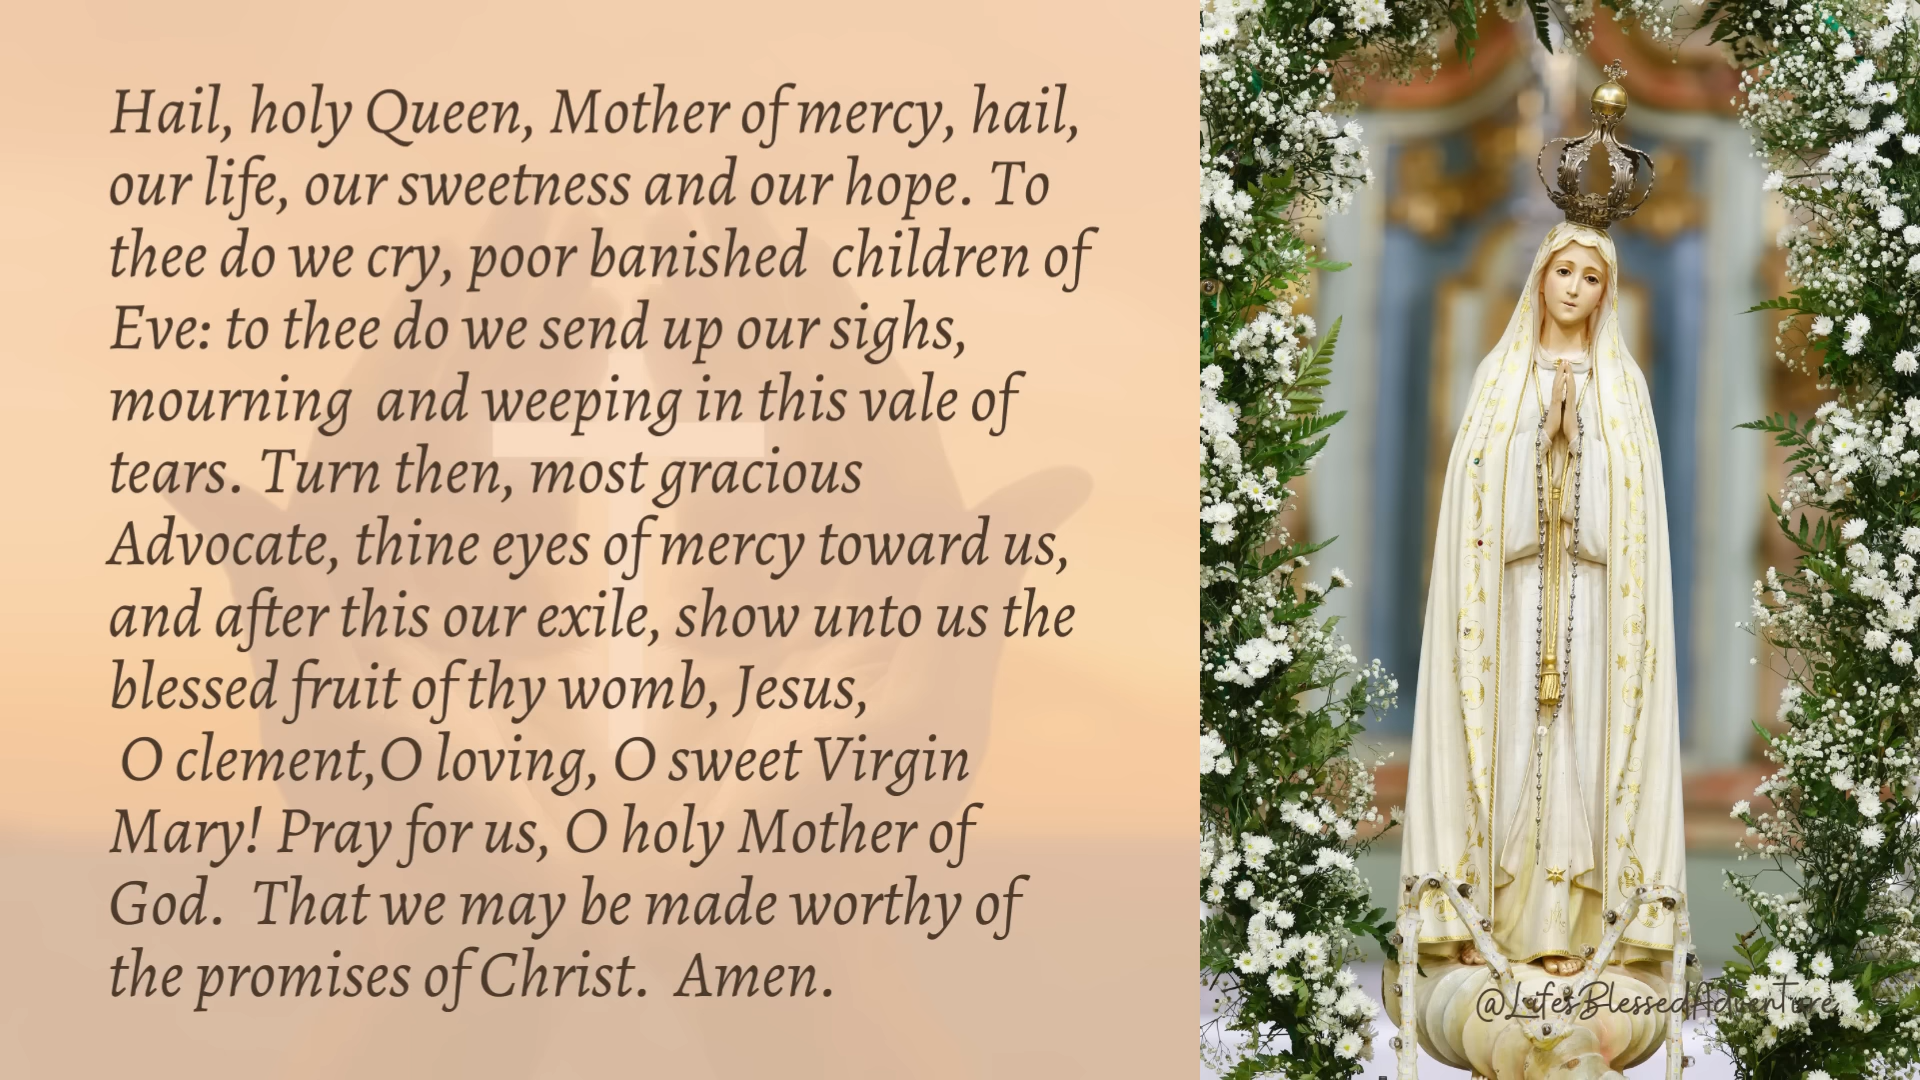 Hail, holy Queen, Mother of mercy, hail,
our life, our sweetness and our hope. To
thee do we cry, poor banished  children of
Eve: to thee do we send up our sighs,
mourning  and weeping in this vale of
tears. Turn then, most gracious
Advocate, thine eyes of mercy toward us,
and after this our exile, show unto us the
blessed fruit of thy womb, Jesus,
O clement,O loving, O sweet Virgin
Mary! Pray for us, O holy Mother of
God.  That we may be made worthy of
the promises of Christ.  Amen.
@LifesBlessedAdventure